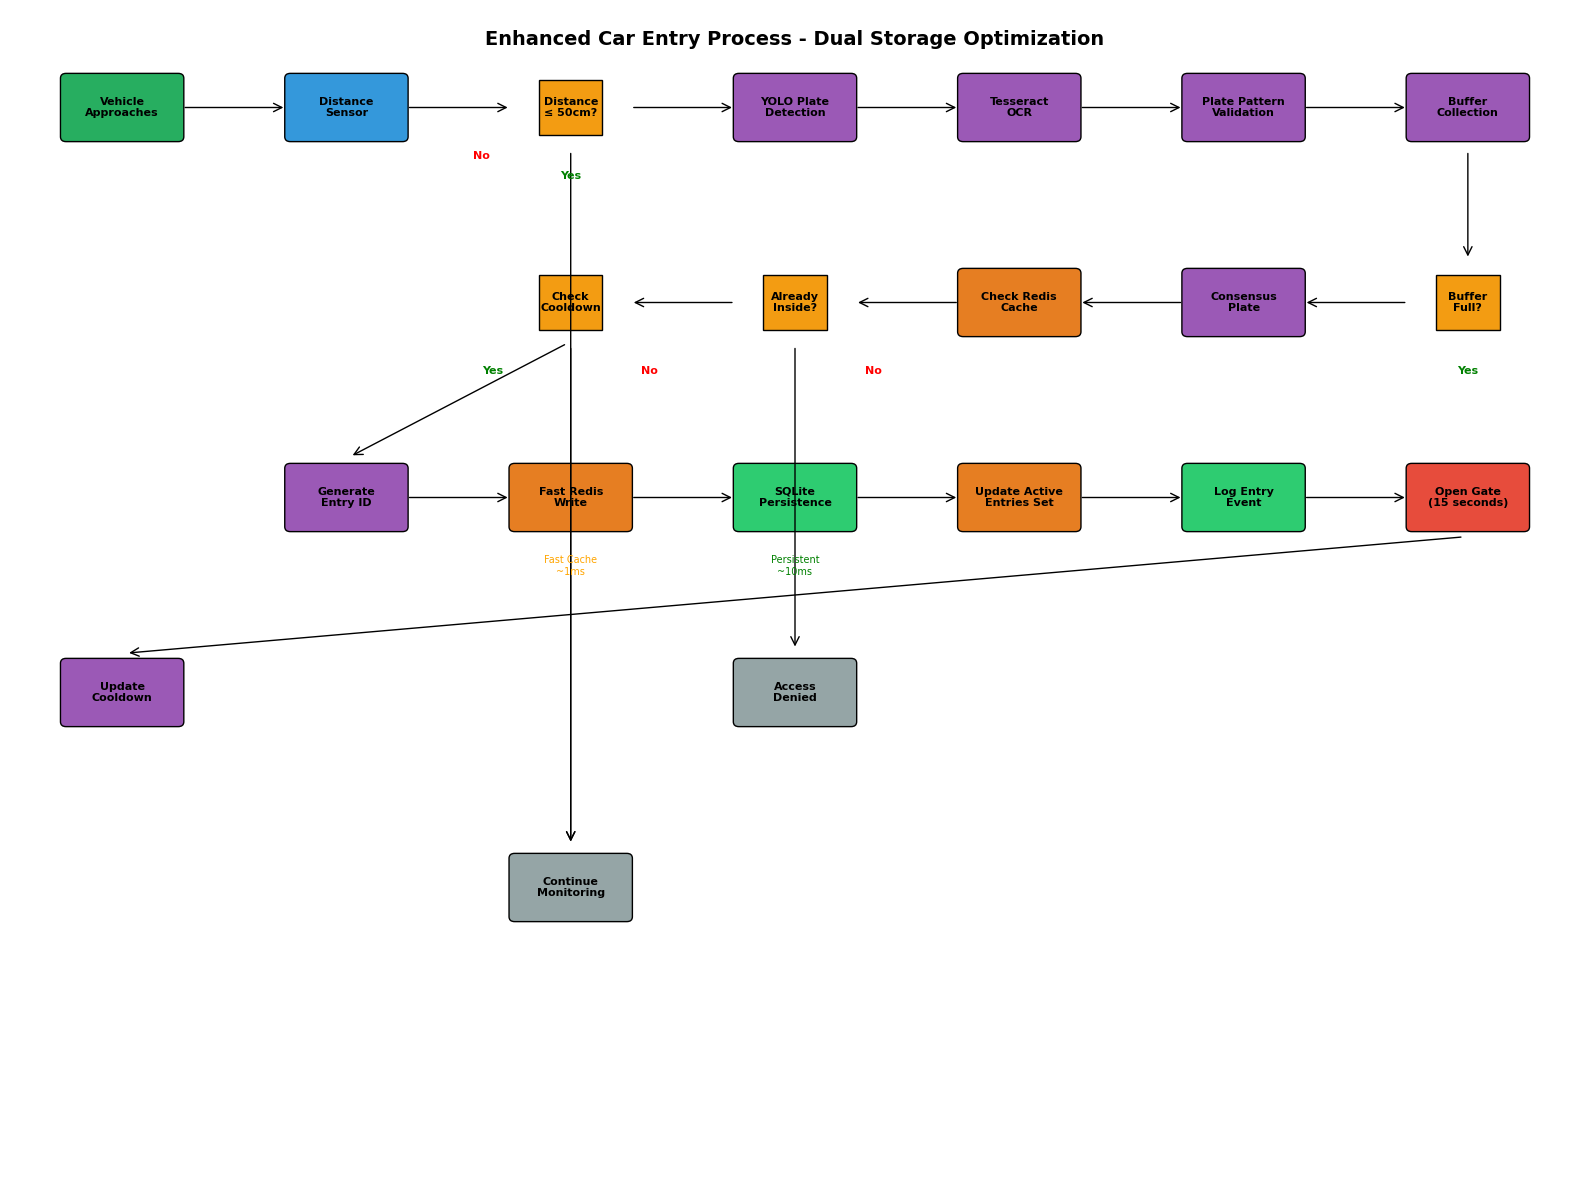 Enhanced Car Entry Process - Dual Storage Optimization
Vehicle
Approaches
Distance
Sensor
Distance
≤ 50cm?
YOLO Plate
Detection
Tesseract
OCR
Plate Pattern
Validation
Buffer
Collection
No
Yes
Check
Cooldown
Already
Inside?
Check Redis
Cache
Consensus
Plate
Buffer
Full?
Yes
No
No
Yes
Generate
Entry ID
Fast Redis
Write
SQLite
Persistence
Update Active
Entries Set
Log Entry
Event
Open Gate
(15 seconds)
Fast Cache
~1ms
Persistent
~10ms
Update
Cooldown
Access
Denied
Continue
Monitoring